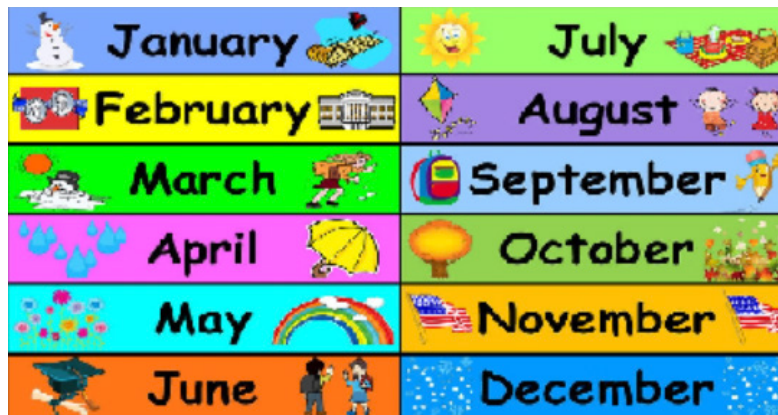 January
February
March
April
May
June
July
August
September
October
November
December